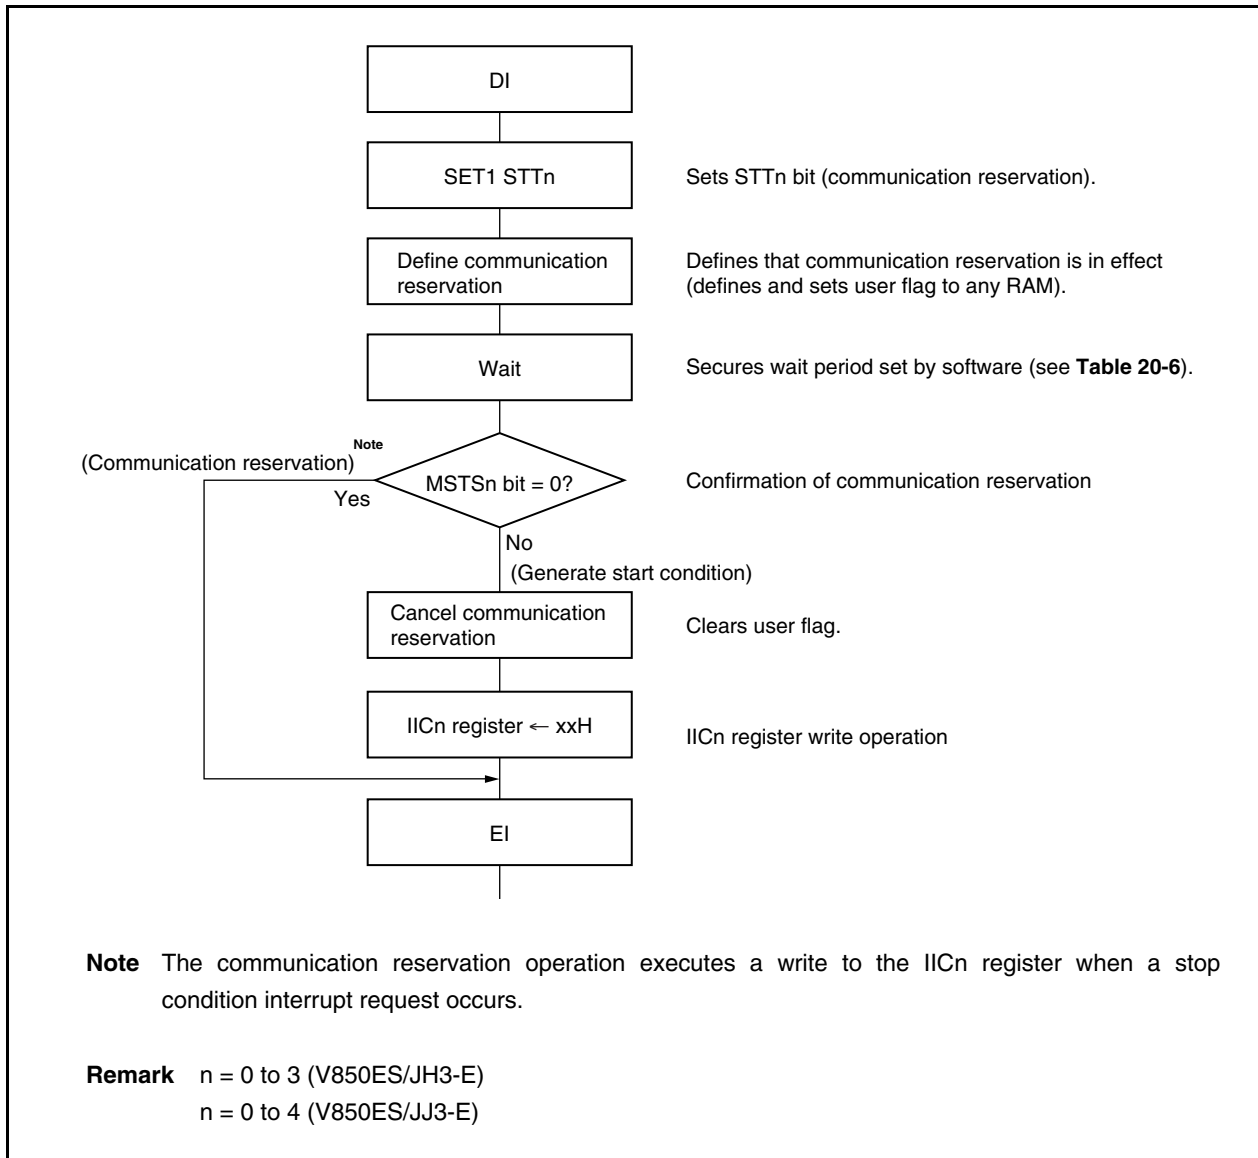 DI
SET1 STTn
Sets STTn bit (communication reservation).
Define communication
reservation
Defines that communication reservation is in effect
(defines and sets user flag to any RAM).
Wait
Secures wait period set by software (see Table 20-6).
(Communication reservation) Note
MSTSn bit = 0?
Confirmation of communication reservation
Yes
No
(Generate start condition)
Cancel communication
reservation
Clears user flag.
IICn register ← xxH
IICn register write operation
EI
Note The communication reservation operation executes a write to the IICn register when a stop
condition interrupt request occurs.
Remark n = 0 to 3 (V850ES/JH3-E)
n = 0 to 4 (V850ES/JJ3-E)